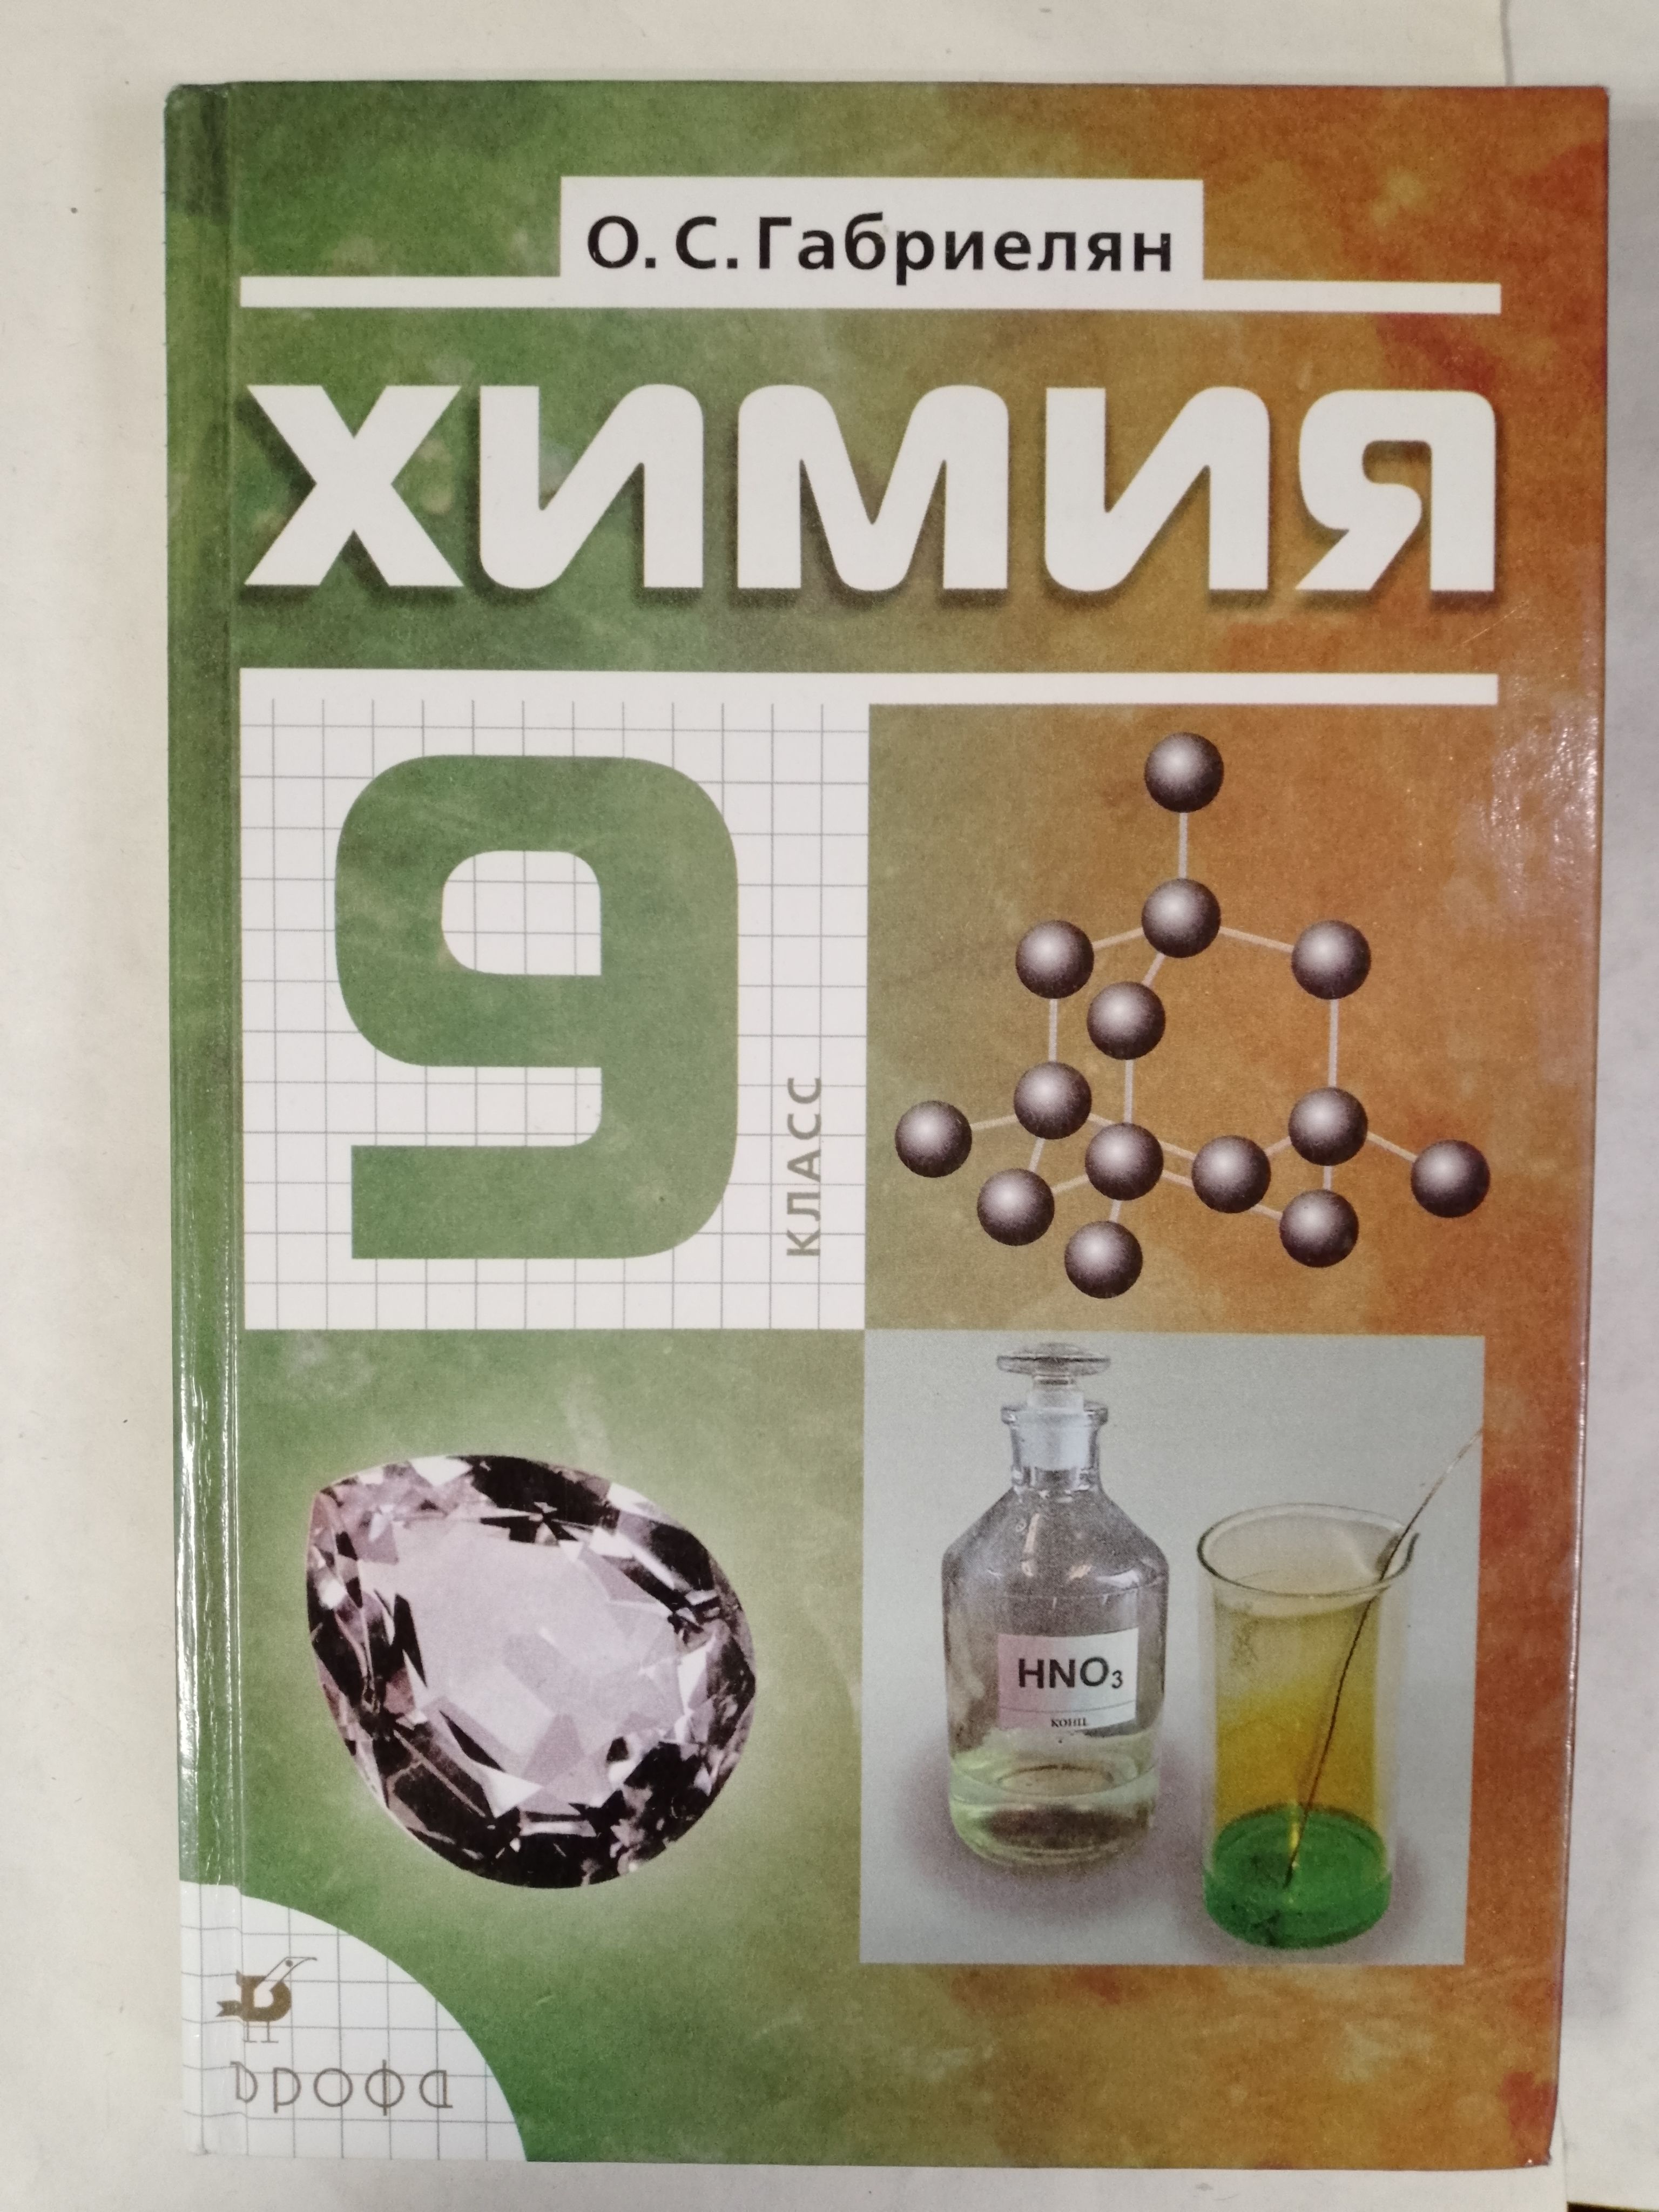 О. С. Габриелян
ХИМИЯ
9
КЛАСС
HNO₃
конц.
дрофа